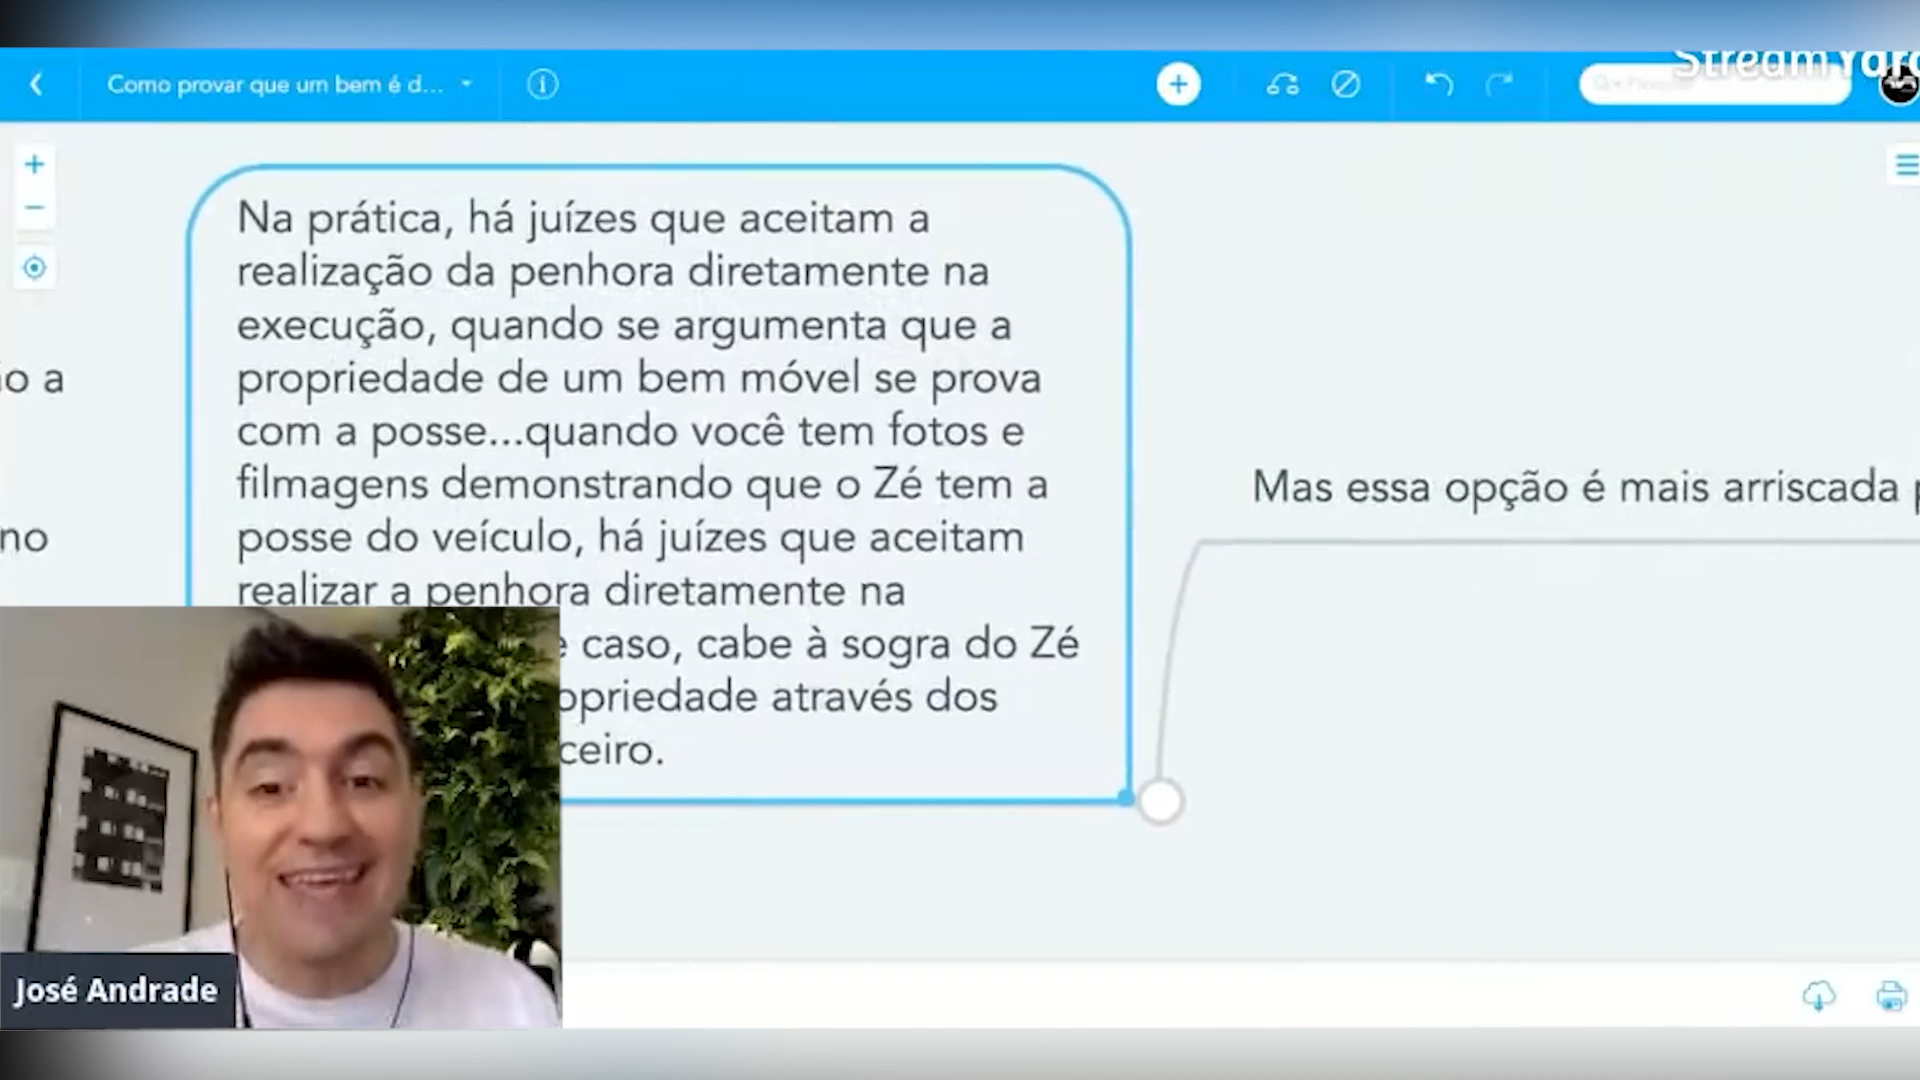 StreamYard
Como provar que um bem é d...
Na prática, há juízes que aceitam a
realização da penhora diretamente na
execução, quando se argumenta que a
propriedade de um bem móvel se prova
com a posse...quando você tem fotos e
filmagens demonstrando que o Zé tem a
posse do veículo, há juízes que aceitam
realizar a penhora diretamente na
caso, cabe à sogra do Zé
opriedade através dos
ceiro.
o a
no
Mas essa opção é mais arriscada
José Andrade